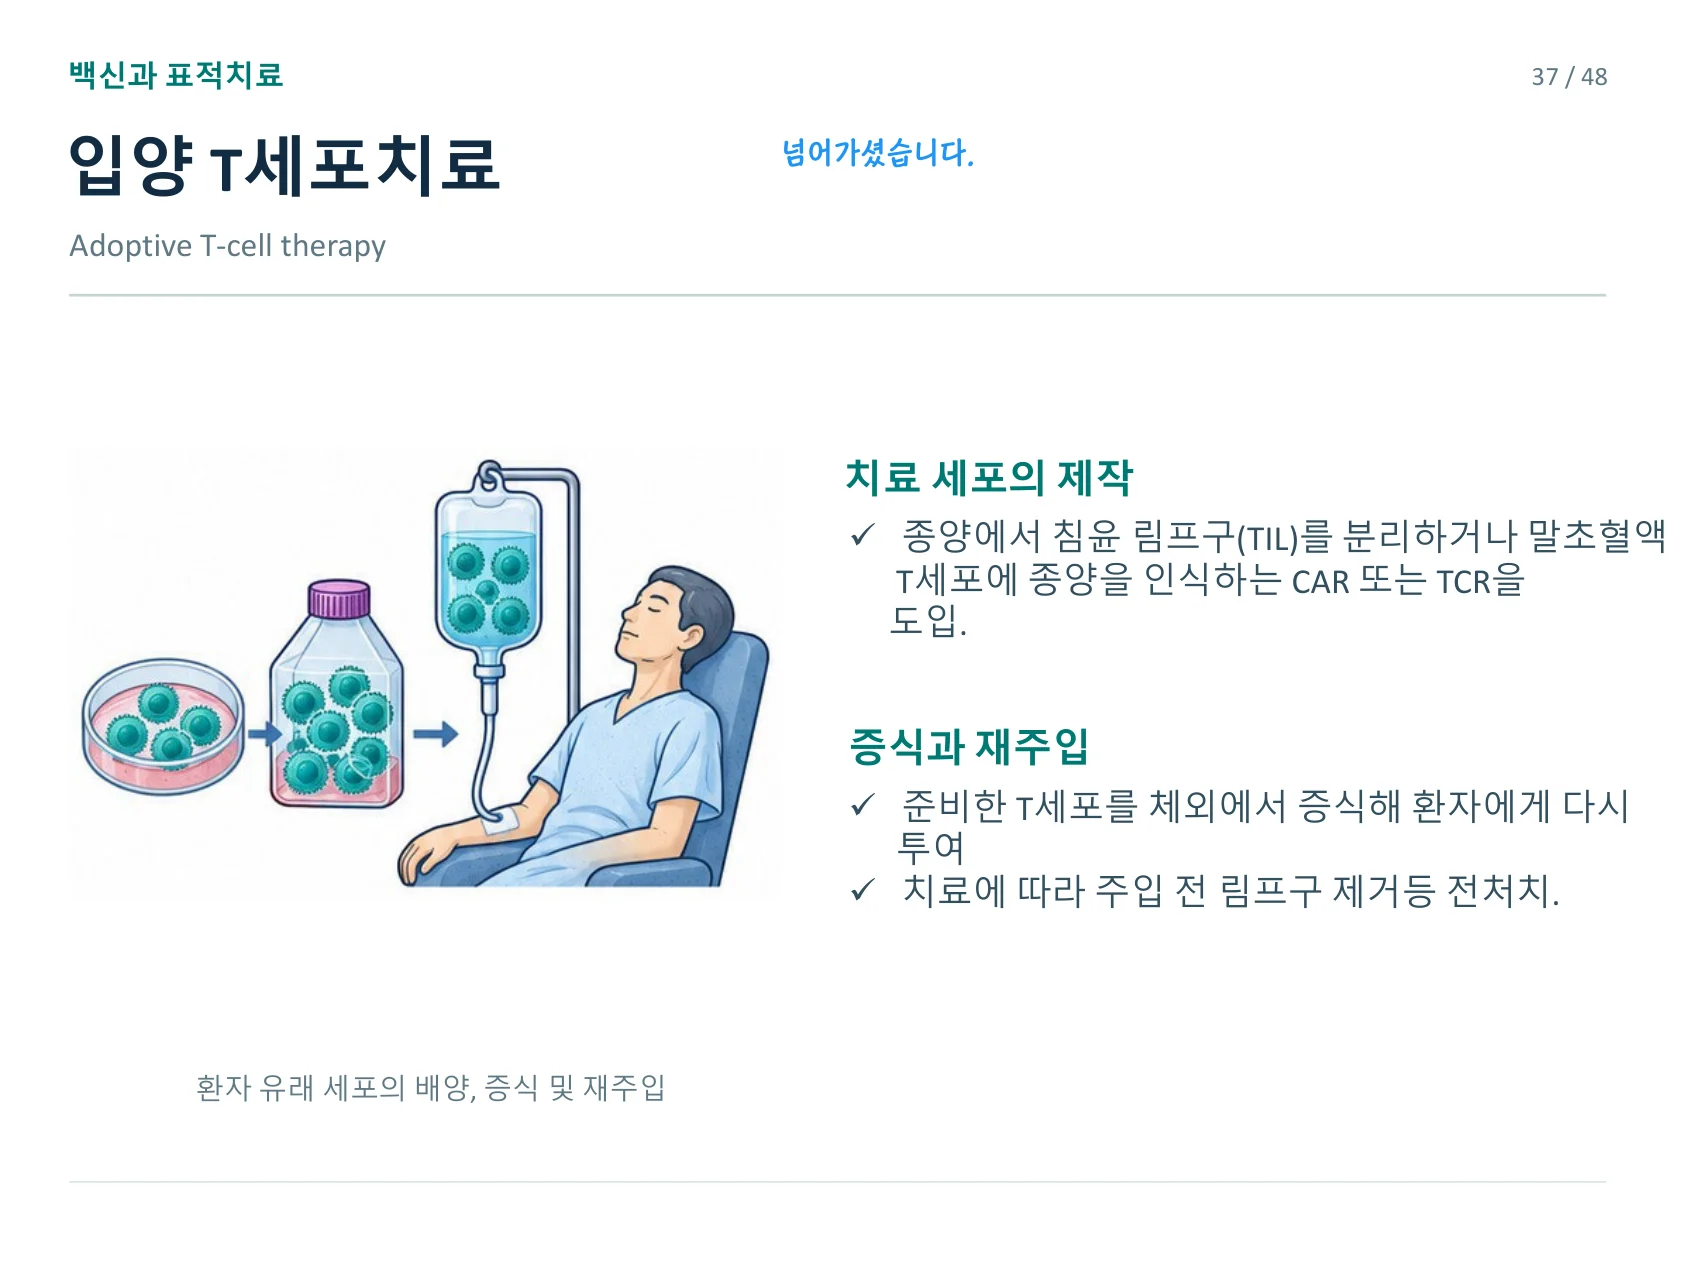 백신과 표적치료
37 / 48
입양 T세포치료
넘어가셨습니다.
Adoptive T-cell therapy
치료 세포의 제작
✓ 종양에서 침윤 림프구(TIL)를 분리하거나 말초혈액
T세포에 종양을 인식하는 CAR 또는 TCR을
도입.
증식과 재주입
✓ 준비한 T세포를 체외에서 증식해 환자에게 다시
투여
✓ 치료에 따라 주입 전 림프구 제거등 전처치.
환자 유래 세포의 배양, 증식 및 재주입